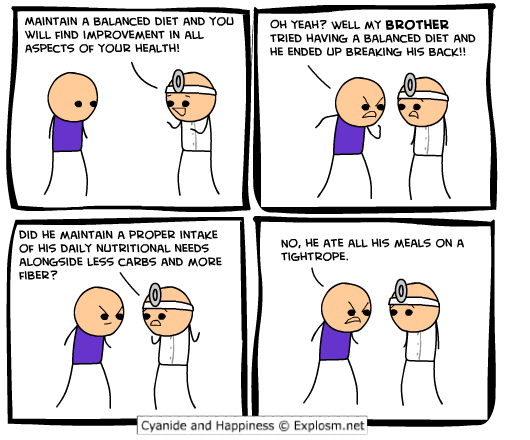 MAINTAIN A BALANCED DIET AND YOU
WILL FIND IMPROVEMENT IN ALL
ASPECTS OF YOUR HEALTH!
OH YEAH? WELL MY BROTHER
TRIED HAVING A BALANCED DIET AND
HE ENDED UP BREAKING HIS BACK!!
DID HE MAINTAIN A PROPER INTAKE
OF HIS DAILY NUTRITIONAL NEEDS
ALONGSIDE LESS CARBS AND MORE
FIBER?
NO, HE ATE ALL HIS MEALS ON A
TIGHTROPE.
Cyanide and Happiness © Explosm.net